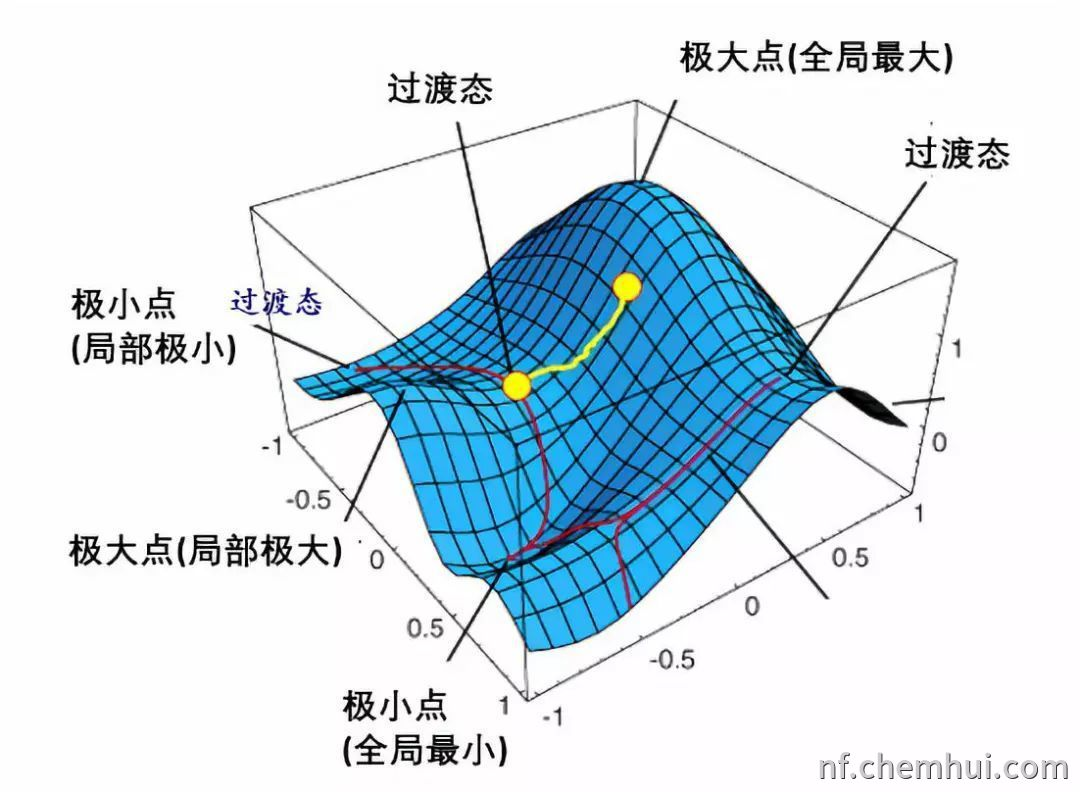 极大点(全局最大)
过渡态
过渡态
极小点
(局部极小)
过渡态
1
0
-1
-0.5
0
0.5
1
极大点(局部极大)
1
0.5
0
-0.5
-1
极小点
(全局最小)
nf.chemhui.com